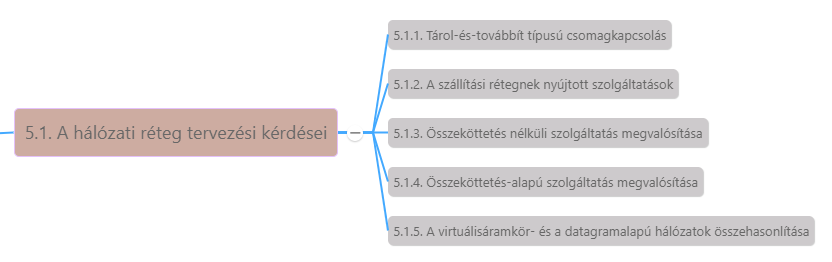 5.1. A hálózati réteg tervezési kérdései
5.1.1. Tárol-és-továbbít típusú csomagkapcsolás
5.1.2. A szállítási rétegnek nyújtott szolgáltatások
5.1.3. Összeköttetés nélküli szolgáltatás megvalósítása
5.1.4. Összeköttetés-alapú szolgáltatás megvalósítása
5.1.5. A virtuálisáramkör- és a datagramalapú hálózatok összehasonlítása